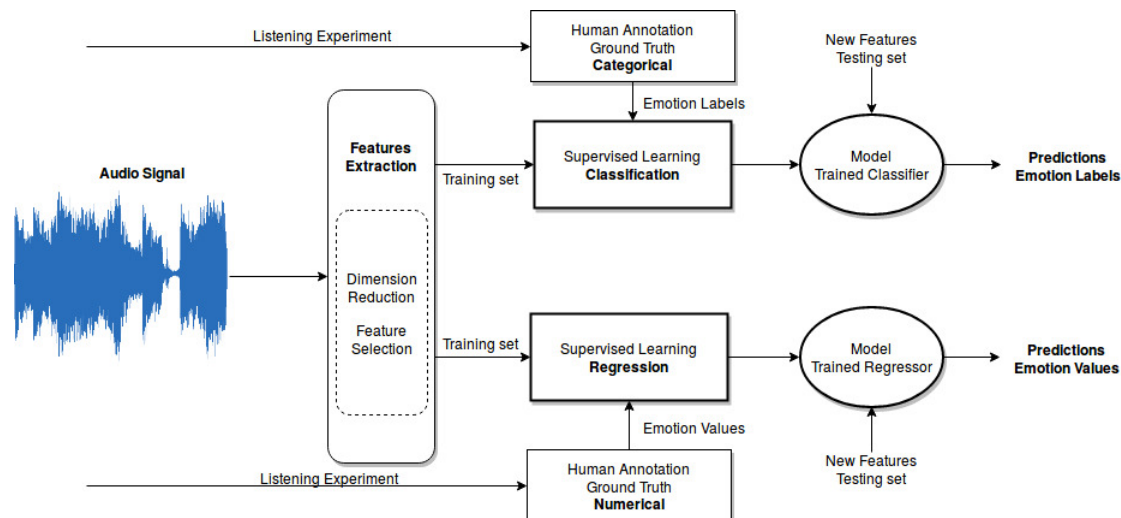 Listening Experiment
Human Annotation
Ground Truth
Categorical
New Features
Testing set
Emotion Labels
Audio Signal
Features
Extraction
Dimension
Reduction
Feature
Selection
Training set
Supervised Learning
Classification
Model
Trained Classifier
Predictions
Emotion Labels
Training set
Supervised Learning
Regression
Model
Trained Regressor
Predictions
Emotion Values
Emotion Values
Listening Experiment
Human Annotation
Ground Truth
Numerical
New Features
Testing set